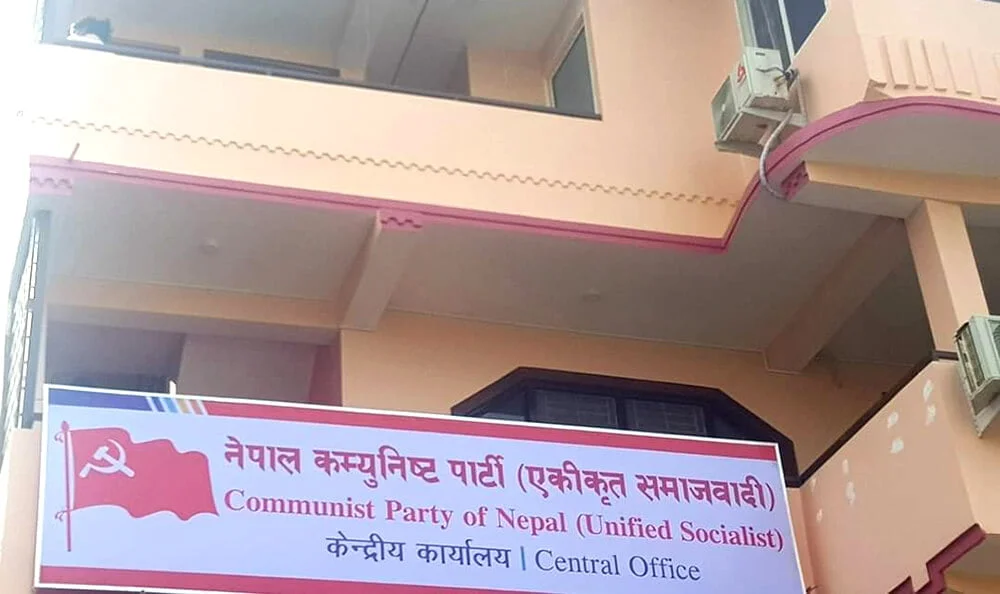 नेपाल कम्युनिष्ट पार्टी (एकीकृत समाजवादी)
Communist Party of Nepal (Unified Socialist)
केन्द्रीय कार्यालय | Central Office